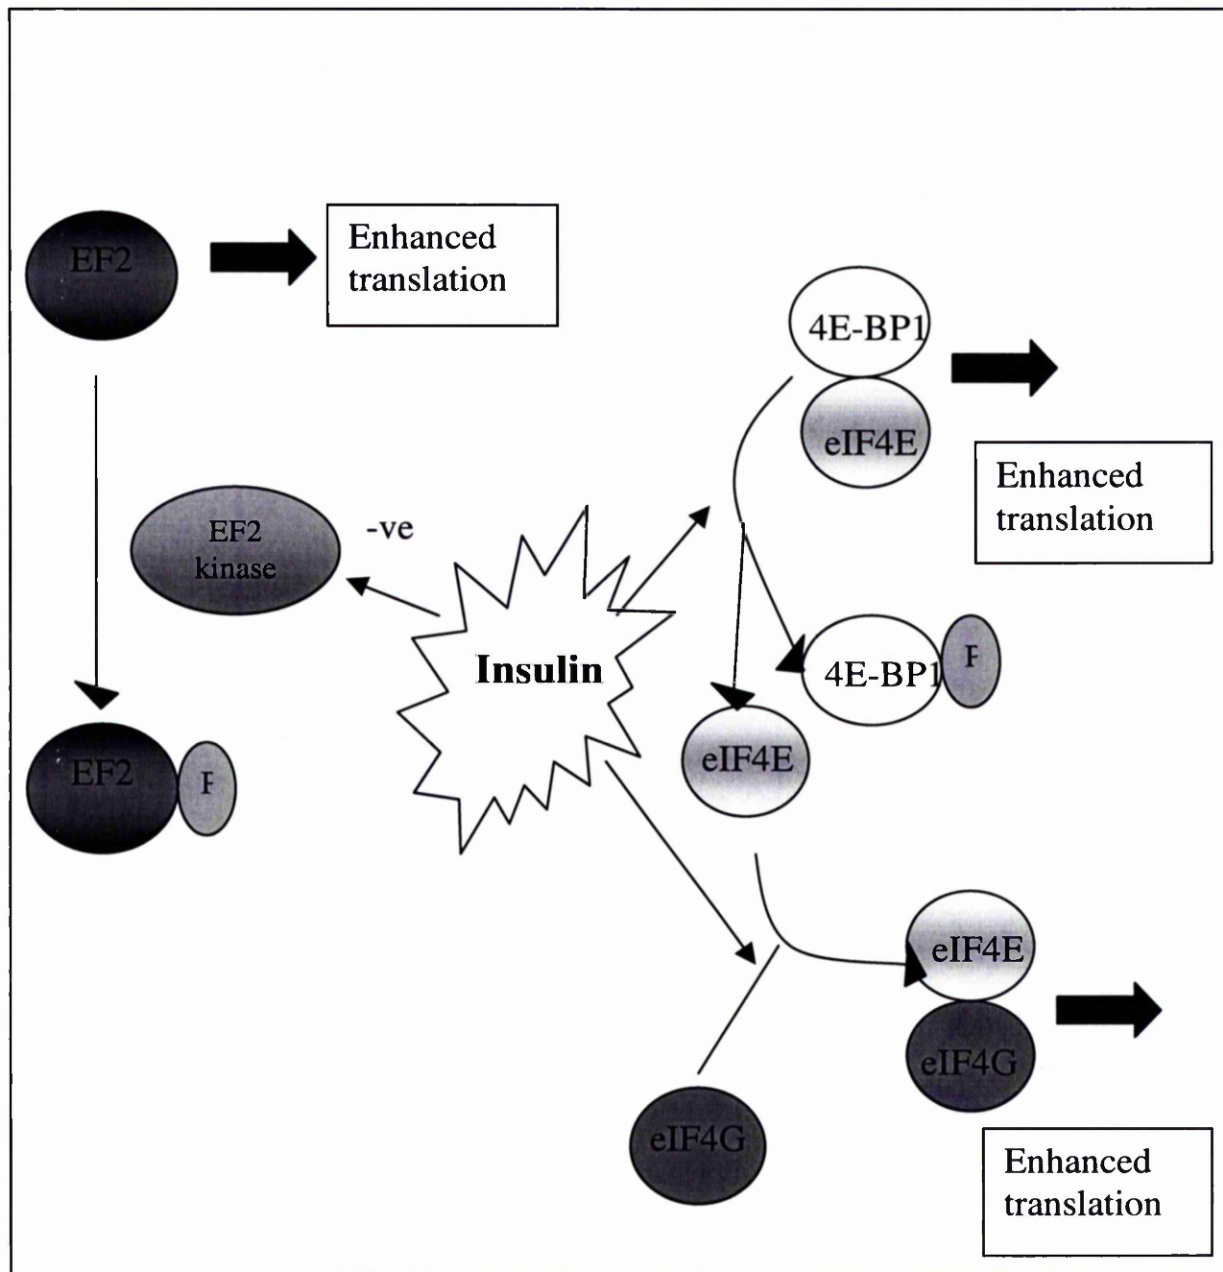 EF2
Enhanced
translation
4E-BP1
eIF4E
Enhanced
translation
EF2
kinase
-ve
Insulin
4E-BP1
P
eIF4E
EF2
P
eIF4E
eIF4G
eIF4G
Enhanced
translation